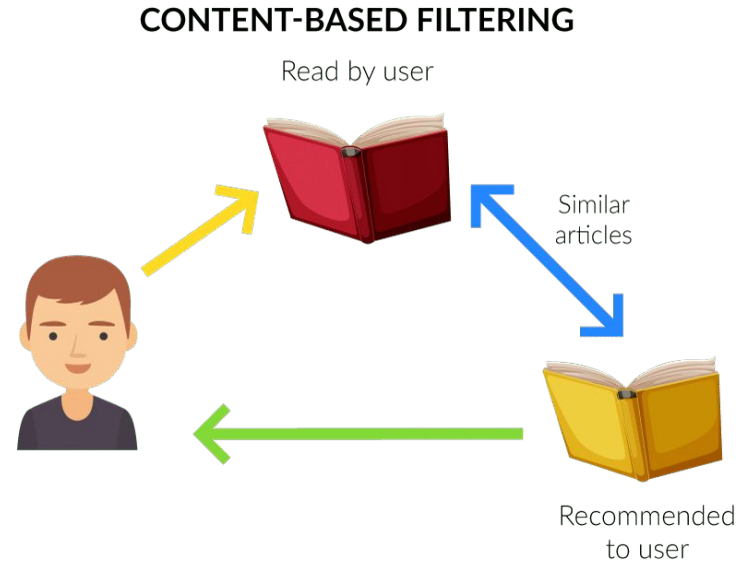 CONTENT-BASED FILTERING
Read by user
Similar
articles
Recommended
to user